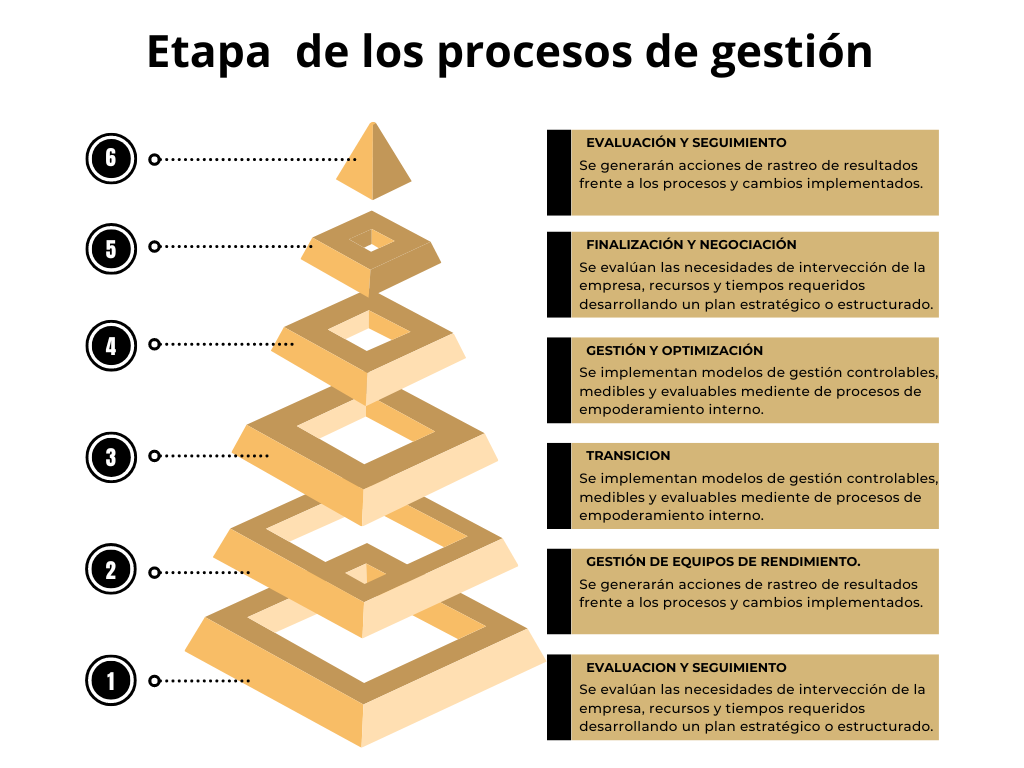 Etapa  de los procesos de gestión
6
EVALUACIÓN Y SEGUIMIENTO
Se generarán acciones de rastreo de resultados
frente a los procesos y cambios implementados.
5
FINALIZACIÓN Y NEGOCIACIÓN
Se evalúan las necesidades de intervección de la
empresa, recursos y tiempos requeridos
desarrollando un plan estratégico o estructurado.
4
GESTIÓN Y OPTIMIZACIÓN
Se implementan modelos de gestión controlables,
medibles y evaluables mediente de procesos de
empoderamiento interno.
3
TRANSICION
Se implementan modelos de gestión controlables,
medibles y evaluables mediente de procesos de
empoderamiento interno.
2
GESTIÓN DE EQUIPOS DE RENDIMIENTO.
Se generarán acciones de rastreo de resultados
frente a los procesos y cambios implementados.
1
EVALUACION Y SEGUIMIENTO
Se evalúan las necesidades de intervección de la
empresa, recursos y tiempos requeridos
desarrollando un plan estratégico o estructurado.